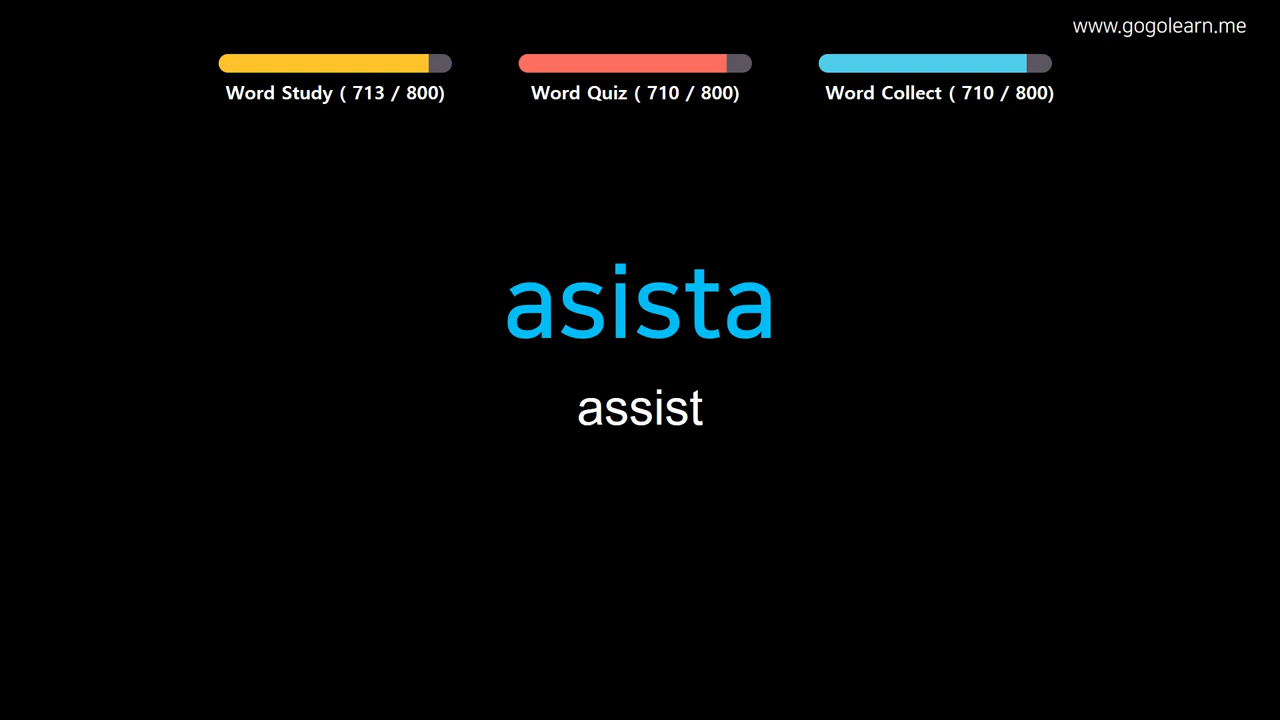 www.gogolearn.me
Word Study ( 713 / 800)
Word Quiz ( 710 / 800)
Word Collect ( 710 / 800)
asista
assist